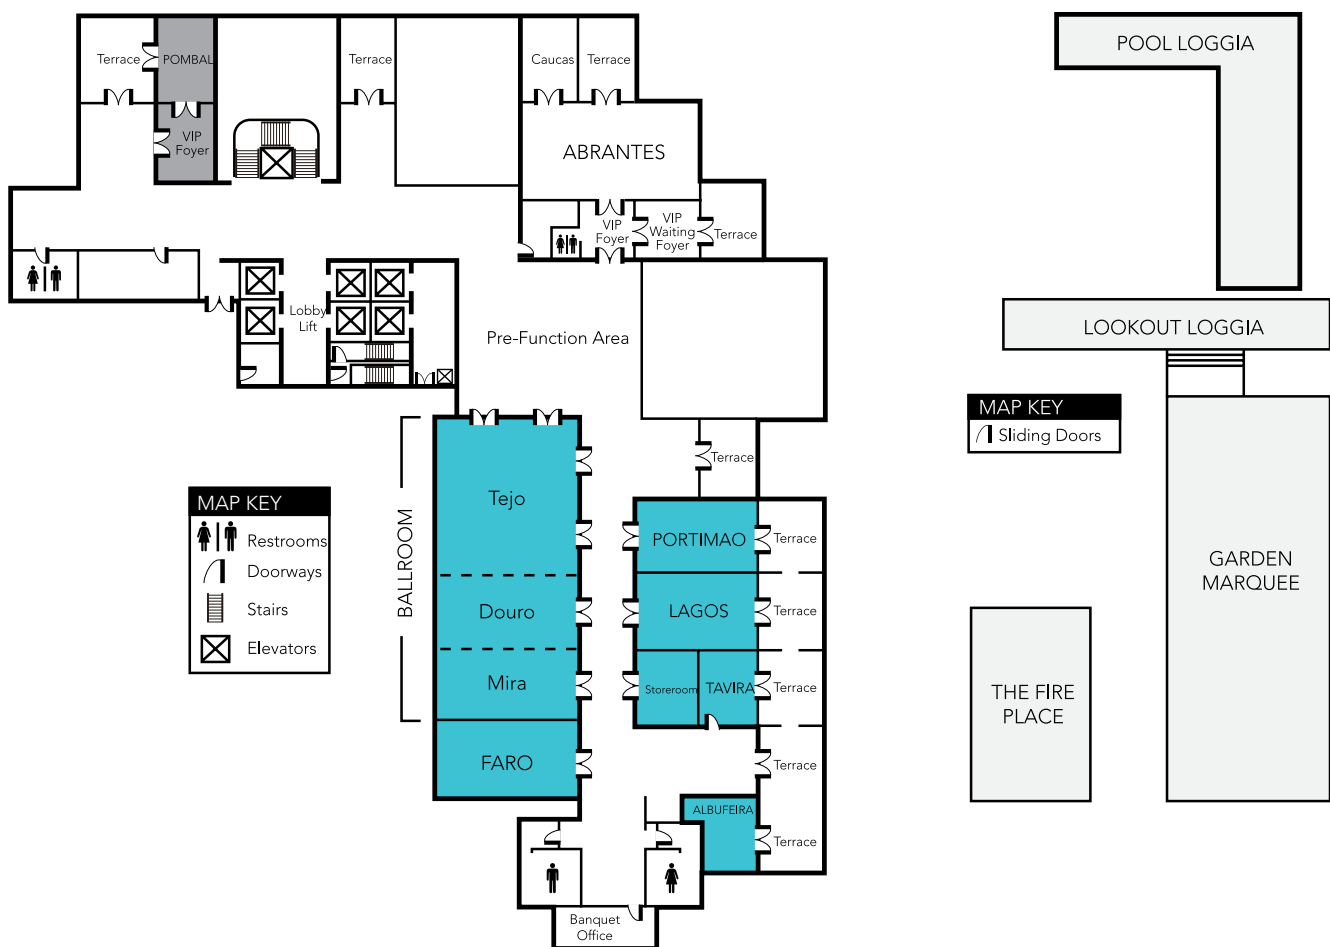 Terrace
POMBAL
Terrace
Caucas
Terrace
POOL LOGGIA
VIP
Foyer
ABRANTES
VIP
Foyer
VIP
Waiting
Foyer
Terrace
Lobby
Lift
Pre-Function Area
LOOKOUT LOGGIA
MAP KEY
Sliding Doors
Terrace
BALLROOM
Tejo
MAP KEY
Restrooms
Doorways
Stairs
Elevators
PORTIMAO
Terrace
Douro
LAGOS
Terrace
GARDEN
MARQUEE
Mira
Storeroom
TAVIRA
Terrace
THE FIRE
PLACE
FARO
Terrace
ALBUFEIRA
Terrace
Banquet
Office